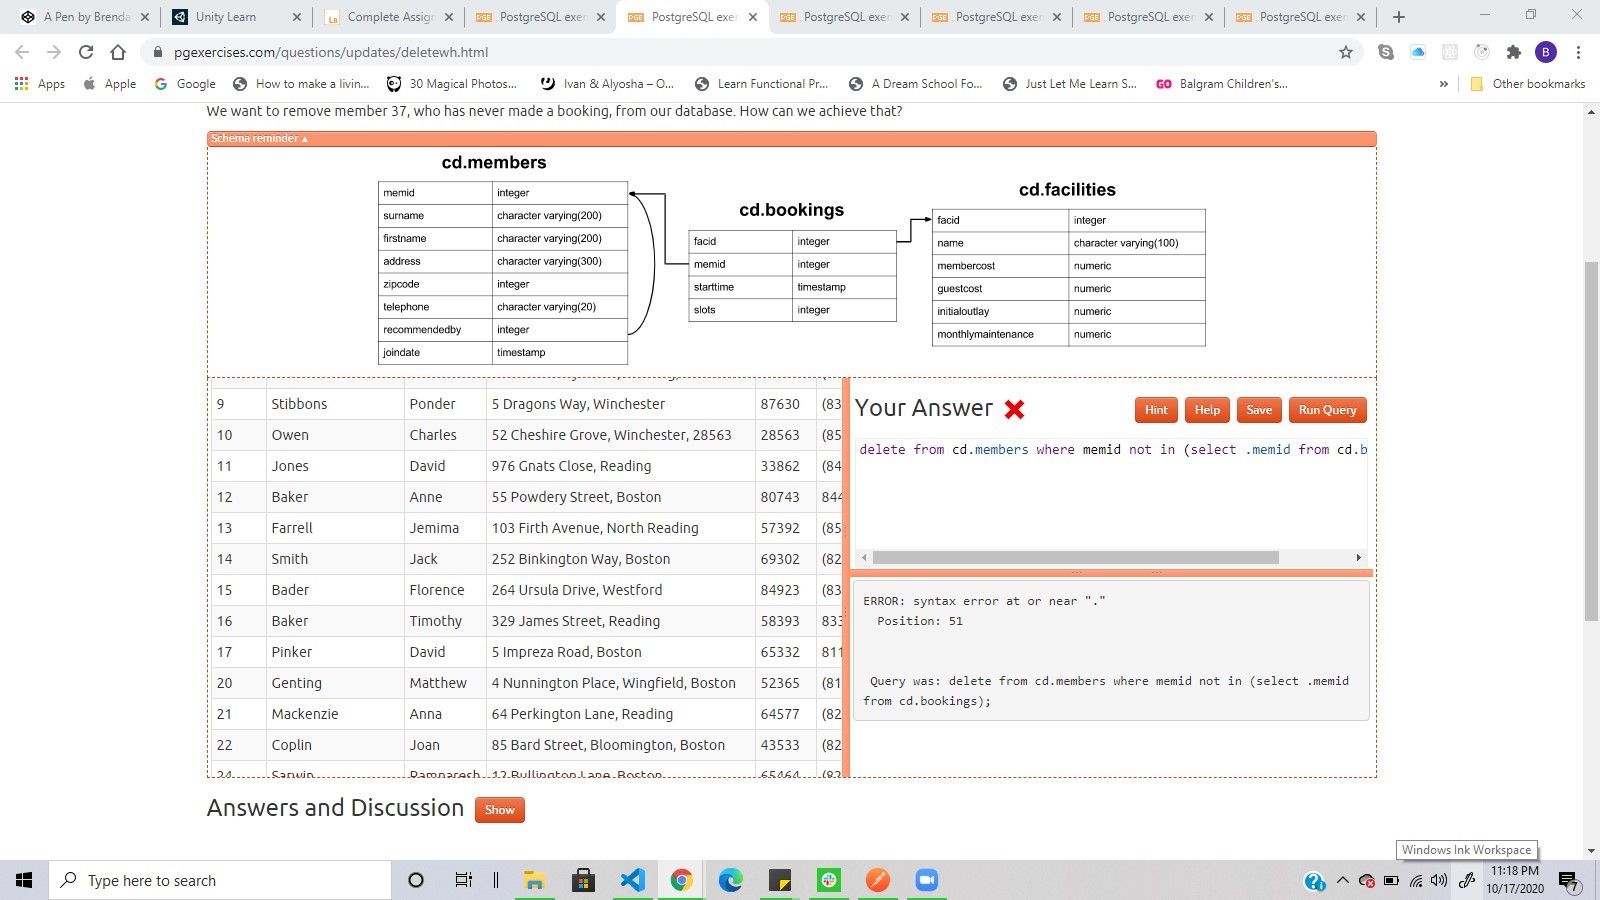 A Pen by Brenda
Unity Learn
Complete Assign
PostgreSQL exer
PostgreSQL exer
PostgreSQL exer
PostgreSQL exer
PostgreSQL exer
PostgreSQL exer
pgexercises.com/questions/updates/deletewh.html
B
Apps
Apple
Google
How to make a livin...
30 Magical Photos...
Ivan & Alyosha – O...
Learn Functional Pr...
A Dream School Fo...
Just Let Me Learn S...
GO Balgram Children's...
»
Other bookmarks
We want to remove member 37, who has never made a booking, from our database. How can we achieve that?
Schema reminder ▲
cd.members
memid integer
surname character varying(200)
firstname character varying(200)
address character varying(300)
zipcode integer
telephone character varying(20)
recommendedby integer
joindate timestamp
cd.bookings
facid integer
memid integer
starttime timestamp
slots integer
cd.facilities
facid integer
name character varying(100)
membercost numeric
guestcost numeric
initialoutlay numeric
monthlymaintenance numeric
9 Stibbons Ponder 5 Dragons Way, Winchester 87630 (83
10 Owen Charles 52 Cheshire Grove, Winchester, 28563 28563 (85
11 Jones David 976 Gnats Close, Reading 33862 (84
12 Baker Anne 55 Powdery Street, Boston 80743 844
13 Farrell Jemima 103 Firth Avenue, North Reading 57392 (85
14 Smith Jack 252 Binkington Way, Boston 69302 (82
15 Bader Florence 264 Ursula Drive, Westford 84923 (83
16 Baker Timothy 329 James Street, Reading 58393 833
17 Pinker David 5 Impreza Road, Boston 65332 811
20 Genting Matthew 4 Nunnington Place, Wingfield, Boston 52365 (81
21 Mackenzie Anna 64 Perkington Lane, Reading 64577 (82
22 Coplin Joan 85 Bard Street, Bloomington, Boston 43533 (82
24 Sarwin Ramnaresh 12 Bullington Lane, Boston 65464 (82
Your Answer
Hint
Help
Save
Run Query
delete from cd.members where memid not in (select .memid from cd.b
ERROR: syntax error at or near "."
Position: 51
Query was: delete from cd.members where memid not in (select .memid
from cd.bookings);
Answers and Discussion
Show
Windows Ink Workspace
Type here to search
11:18 PM
10/17/2020
7